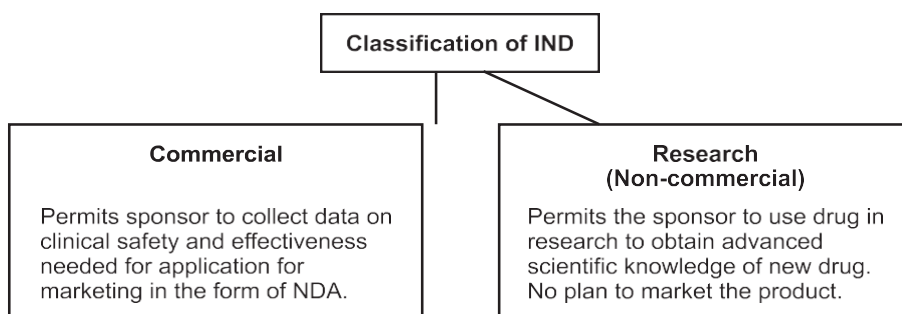 Classification of IND
Commercial
Permits sponsor to collect data on
clinical safety and effectiveness
needed for application for
marketing in the form of NDA.
Research
(Non-commercial)
Permits the sponsor to use drug in
research to obtain advanced
scientific knowledge of new drug.
No plan to market the product.